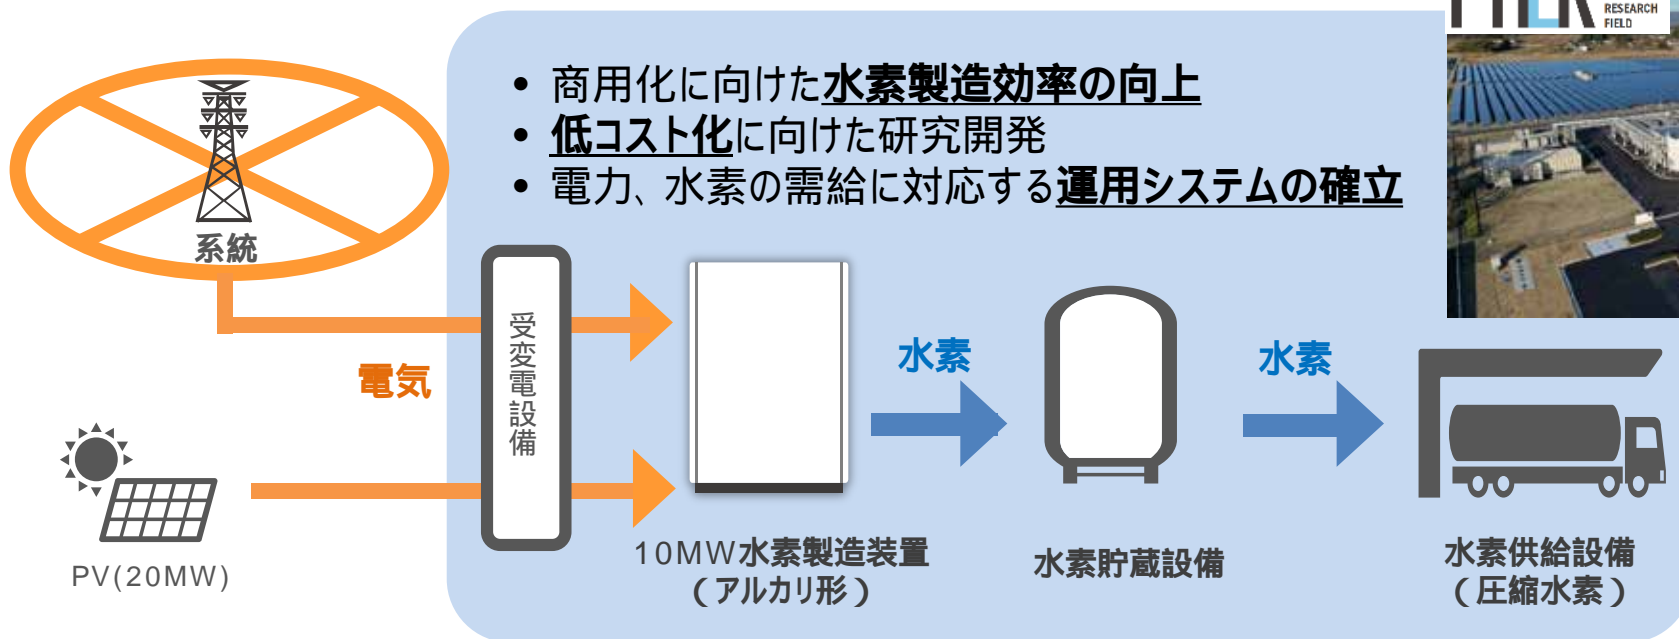 RESEARCH
FIELD
• 商用化に向けた水素製造効率の向上
• 低コスト化に向けた研究開発
• 電力、水素の需給に対応する運用システムの確立
系統
電気
受変電設備
水素
水素
PV(20MW)
10MW水素製造装置
（アルカリ形）
水素貯蔵設備
水素供給設備
（圧縮水素）